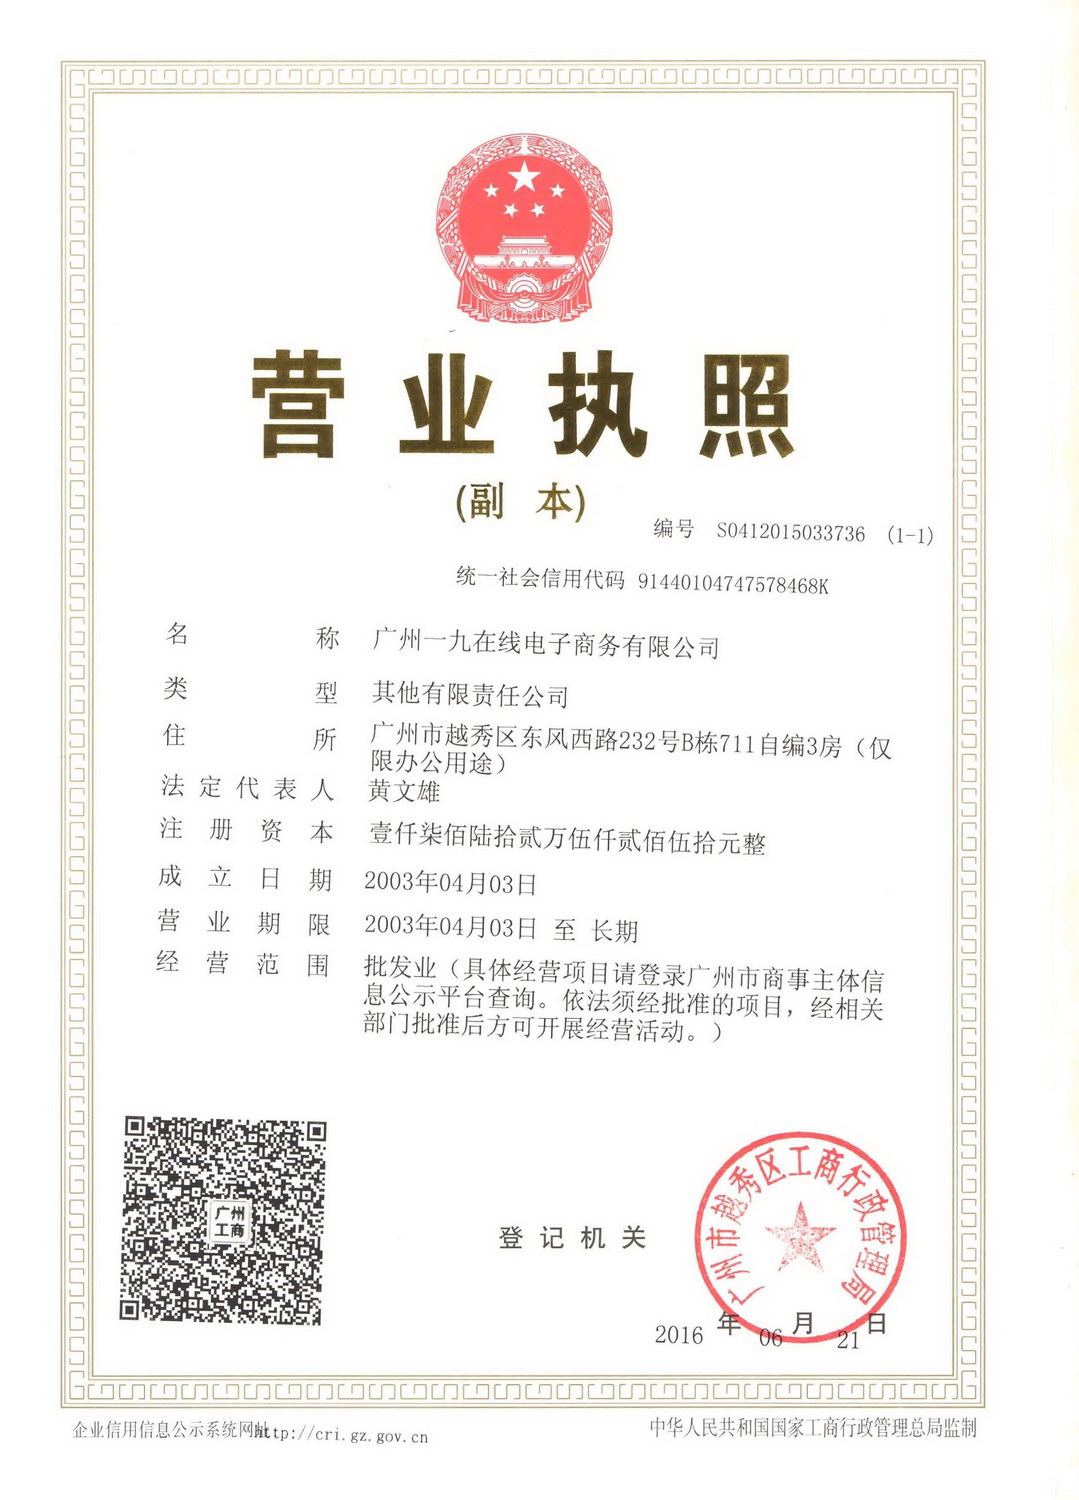 营业执照
(副 本)
编号 S0412015033736 (1-1)
统一社会信用代码 91440104747578468K
名 称 广州一九在线电子商务有限公司
类 型 其他有限责任公司
住 所 广州市越秀区东风西路232号B栋711自编3房（仅
限办公用途）
法定代表人 黄文雄
注册资本 壹仟柒佰陆拾贰万伍仟贰佰伍拾元整
成立日期 2003年04月03日
营业期限 2003年04月03日 至 长期
经营范围 批发业（具体经营项目请登录广州市商事主体信
息公示平台查询。依法须经批准的项目，经相关
部门批准后方可开展经营活动。）
广州
工商
登记机关
广州市越秀区工商行政管理局
2016 年 06 月 21 日
企业信用信息公示系统网址http://cri.gz.gov.cn
中华人民共和国国家工商行政管理总局监制